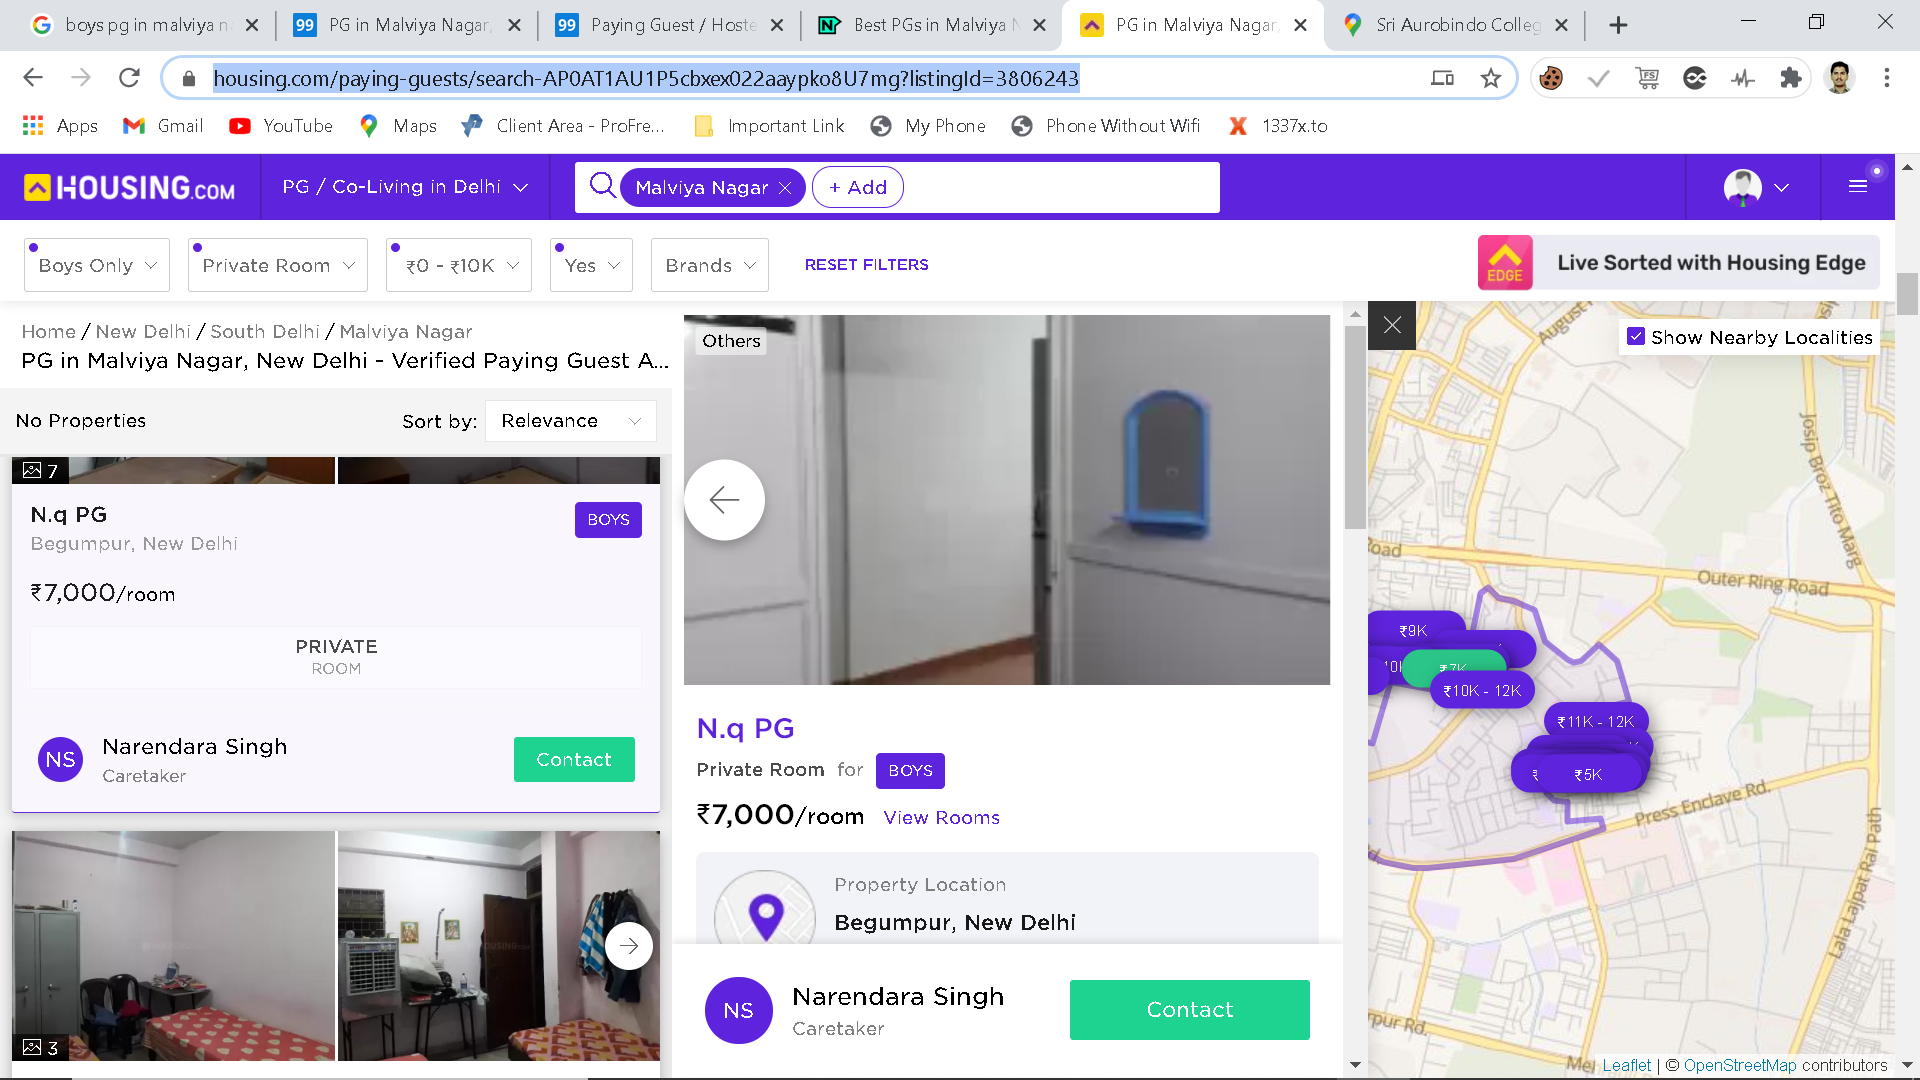 boys pg in malviya n
PG in Malviya Nagar,
Paying Guest / Hoste
Best PGs in Malviya N
PG in Malviya Nagar,
Sri Aurobindo Colleg
housing.com/paying-guests/search-AP0AT1AU1P5cbxex022aaypko8U7mg?listingId=3806243
Apps
Gmail
YouTube
Maps
Client Area - ProFre...
Important Link
My Phone
Phone Without Wifi
1337x.to
HOUSING.COM
PG / Co-Living in Delhi
Malviya Nagar
+ Add
Boys Only
Private Room
₹0 - ₹10K
Yes
Brands
RESET FILTERS
EDGE
Live Sorted with Housing Edge
Home / New Delhi / South Delhi / Malviya Nagar
PG in Malviya Nagar, New Delhi - Verified Paying Guest A...
No Properties
Sort by:
Relevance
7
N.q PG
BOYS
Begumpur, New Delhi
₹7,000/room
PRIVATE
ROOM
NS
Narendara Singh
Caretaker
Contact
3
Others
N.q PG
Private Room for BOYS
₹7,000/room View Rooms
Property Location
Begumpur, New Delhi
NS
Narendara Singh
Caretaker
Contact
Show Nearby Localities
August
Josip Broz Tito Marg
Road
Outer Ring Road
₹9K
10K
₹7K
₹10K - 12K
₹11K - 12K
₹5K
Press Enclave Rd.
Lala Lajpat Rai Path
rpur Rd.
Leaflet | © OpenStreetMap contributors